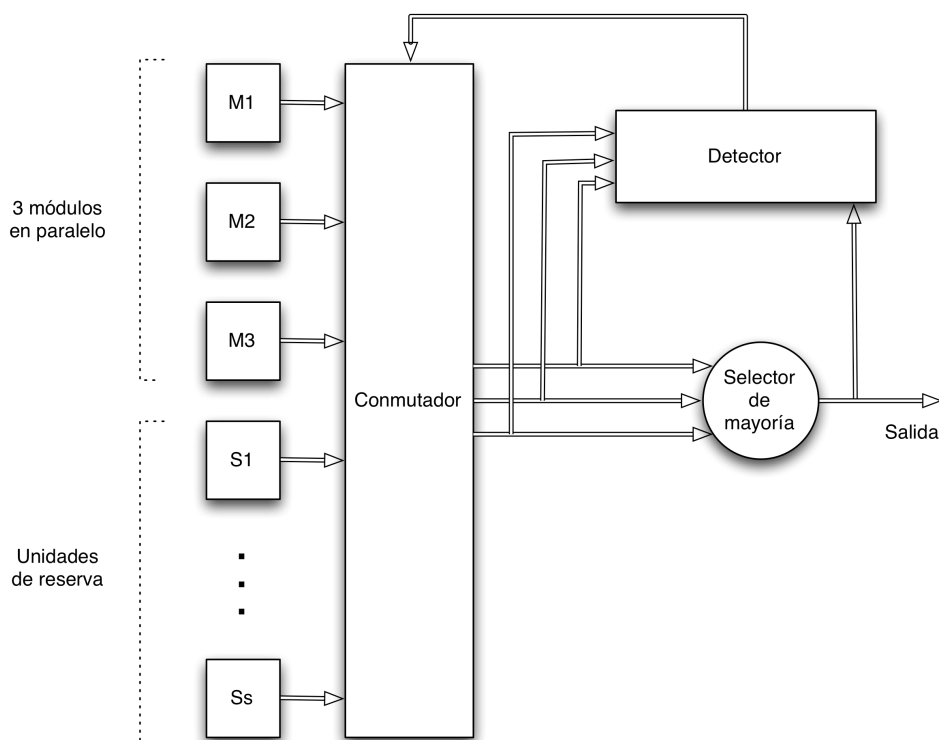 M1
M2
M3
3 módulos
en paralelo
S1
Ss
Unidades
de reserva
Conmutador
Detector
Selector
de
mayoría
Salida